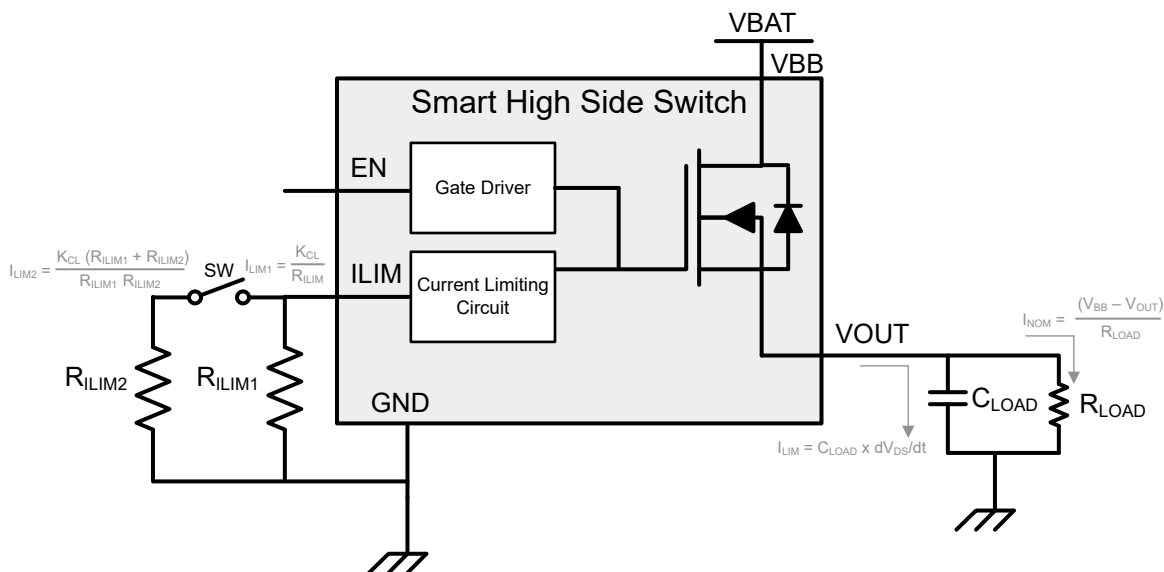 VBAT
VBB
Smart High Side Switch
EN
Gate Driver
I_LIM2 = K_CL (R_ILIM1 + R_ILIM2) / R_ILIM1 R_ILIM2
SW
I_LIM1 = K_CL / R_ILIM
ILIM
Current Limiting
Circuit
I_NOM = (V_BB – V_OUT) / R_LOAD
VOUT
R_ILIM2
R_ILIM1
GND
C_LOAD
R_LOAD
I_LIM = C_LOAD x dV_DS/dt